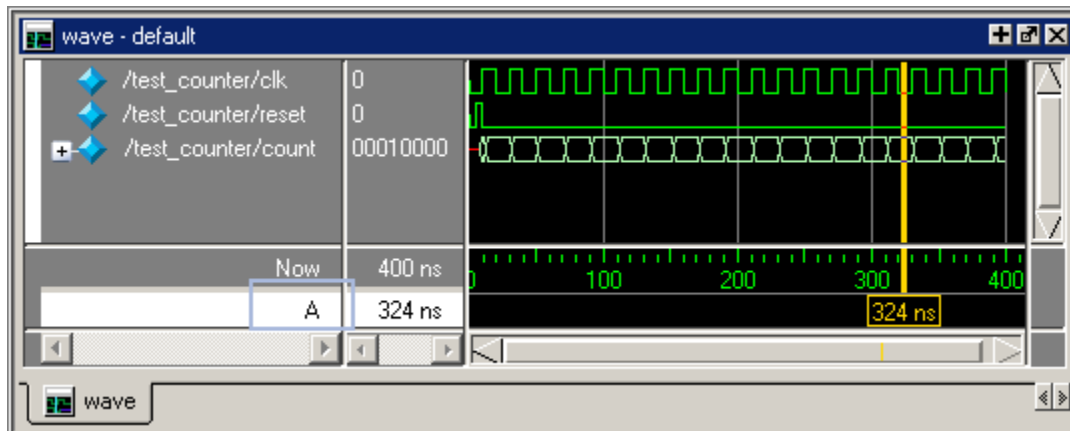 wave - default
/test_counter/clk 0
/test_counter/reset 0
/test_counter/count 00010000
Now 400 ns
0 100 200 300 400
A 324 ns 324 ns
wave